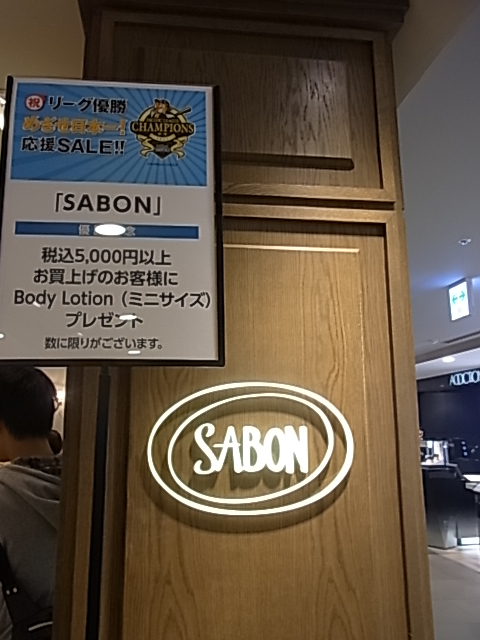 祝リーグ優勝
めざせ日本一!
応援SALE!!
CHAMPIONS
「SABON」
優
税込5,000円以上
お買上げのお客様に
Body Lotion(ミニサイズ)
プレゼント
数に限りがございます。
SABON